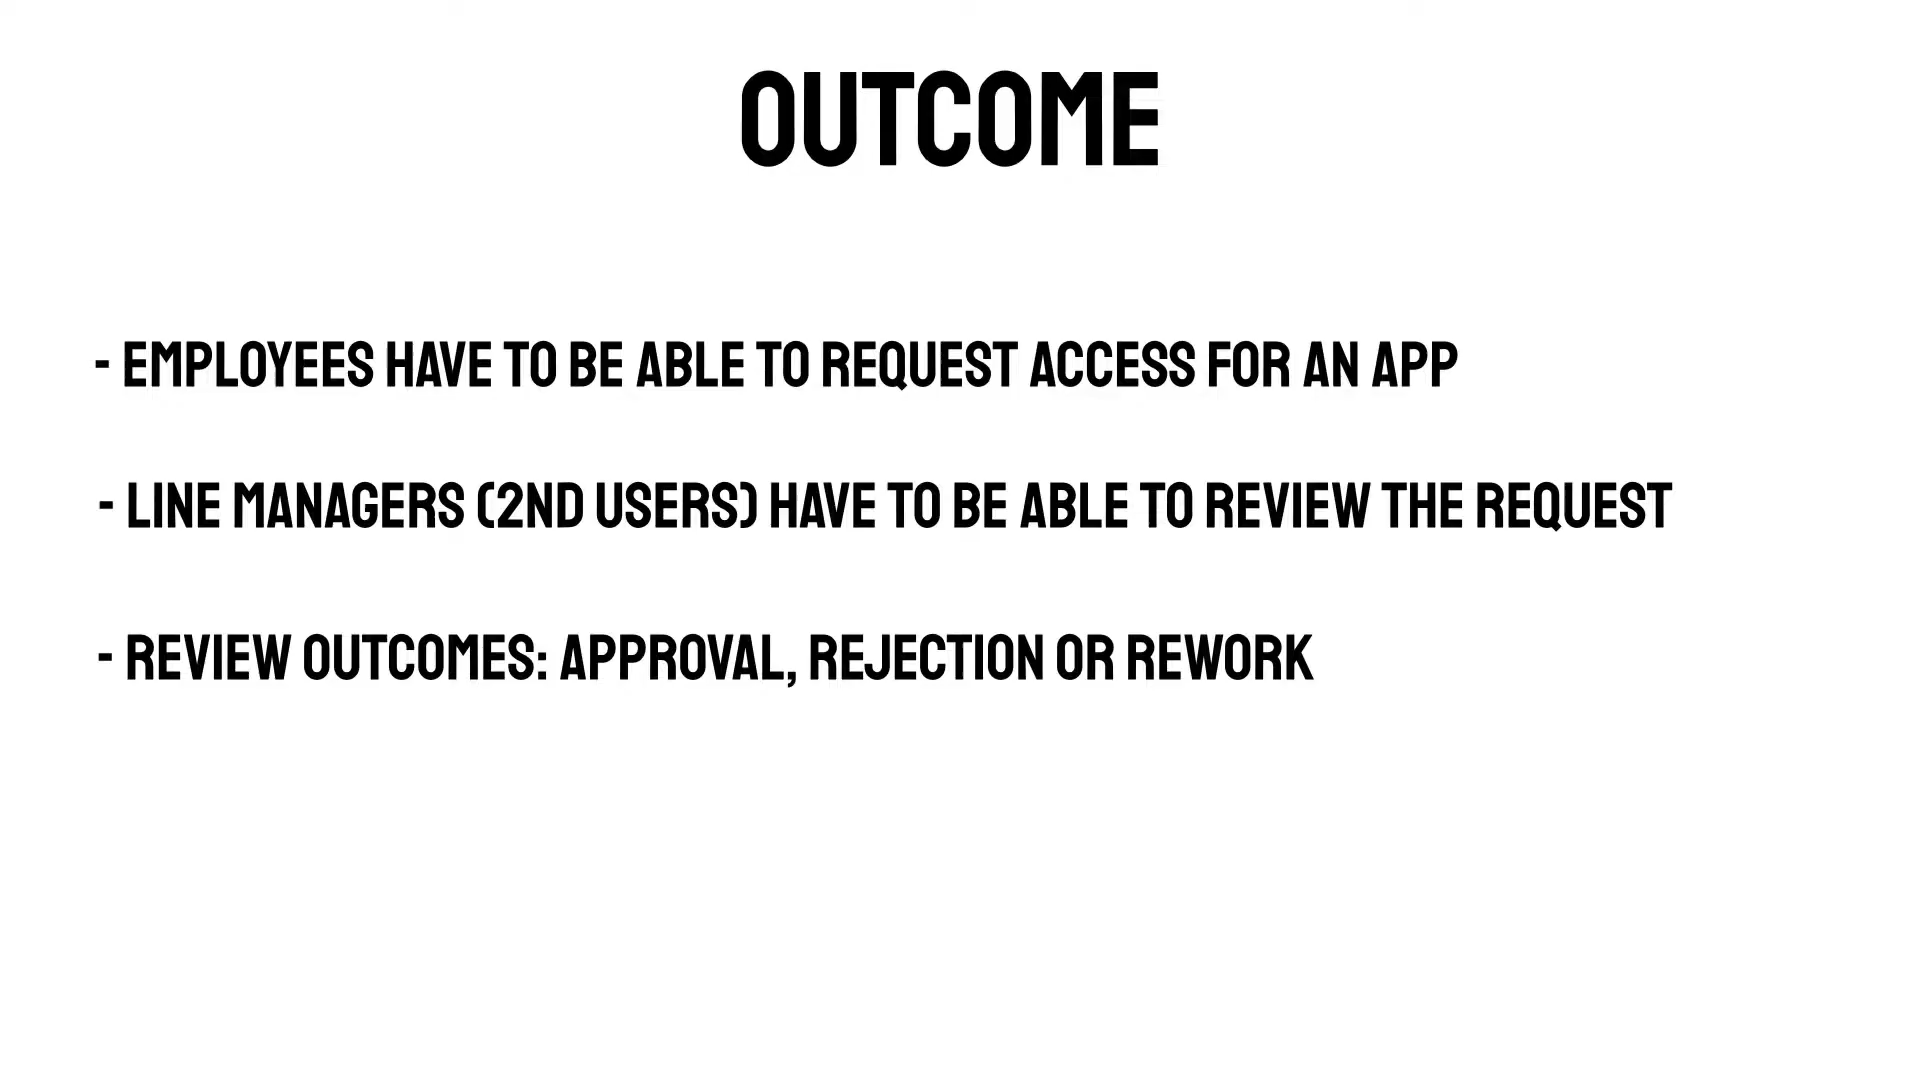 OUTCOME
- EMPLOYEES HAVE TO BE ABLE TO REQUEST ACCESS FOR AN APP
- LINE MANAGERS (2ND USERS) HAVE TO BE ABLE TO REVIEW THE REQUEST
- REVIEW OUTCOMES: APPROVAL, REJECTION OR REWORK